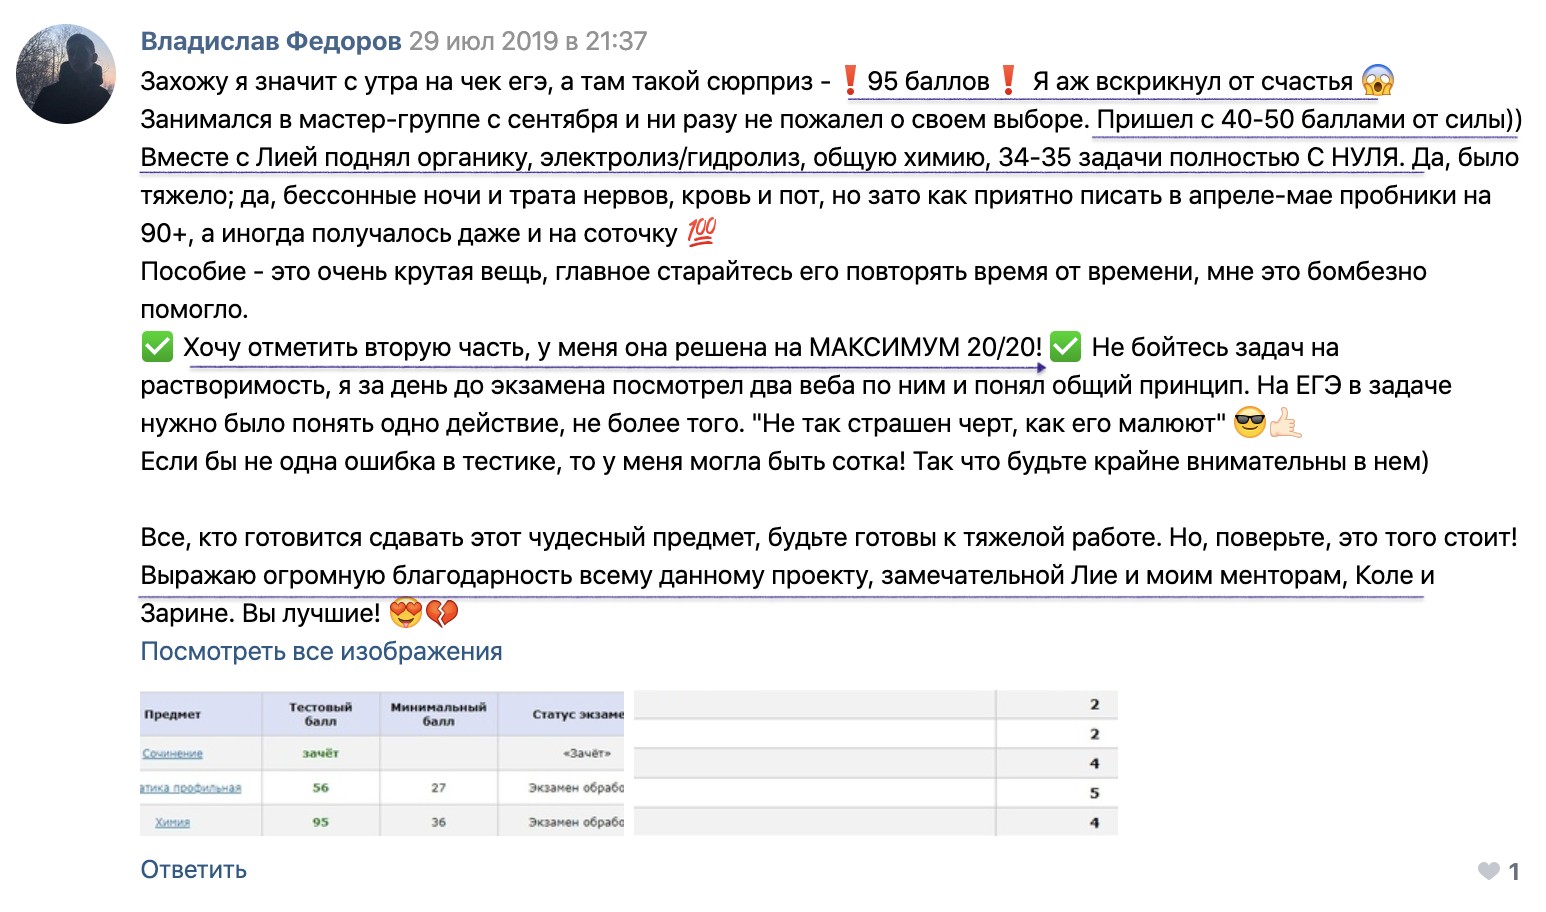 Владислав Федоров 29 июл 2019 в 21:37
Захожу я значит с утра на чек егэ, а там такой сюрприз - ❗95 баллов❗ Я аж вскрикнул от счастья 😱
Занимался в мастер-группе с сентября и ни разу не пожалел о своем выборе. Пришел с 40-50 баллами от силы))
Вместе с Лией поднял органику, электролиз/гидролиз, общую химию, 34-35 задачи полностью С НУЛЯ. Да, было
тяжело; да, бессонные ночи и трата нервов, кровь и пот, но зато как приятно писать в апреле-мае пробники на
90+, а иногда получалось даже и на соточку 💯
Пособие - это очень крутая вещь, главное старайтесь его повторять время от времени, мне это бомбезно
помогло.
✅ Хочу отметить вторую часть, у меня она решена на МАКСИМУМ 20/20! ✅ Не бойтесь задач на
растворимость, я за день до экзамена посмотрел два веба по ним и понял общий принцип. На ЕГЭ в задаче
нужно было понять одно действие, не более того. "Не так страшен черт, как его малюют" 😎🤙🏻
Если бы не одна ошибка в тестике, то у меня могла быть сотка! Так что будьте крайне внимательны в нем)
Все, кто готовится сдавать этот чудесный предмет, будьте готовы к тяжелой работе. Но, поверьте, это того стоит!
Выражаю огромную благодарность всему данному проекту, замечательной Лие и моим менторам, Коле и
Зарине. Вы лучшие! 😍💔
Посмотреть все изображения
Предмет Тестовый балл Минимальный балл Статус экзаме
Сочинение зачёт «Зачёт»
атика профильная 56 27 Экзамен обрабо
Химия 95 36 Экзамен обрабо
2
2
4
5
4
Ответить 1